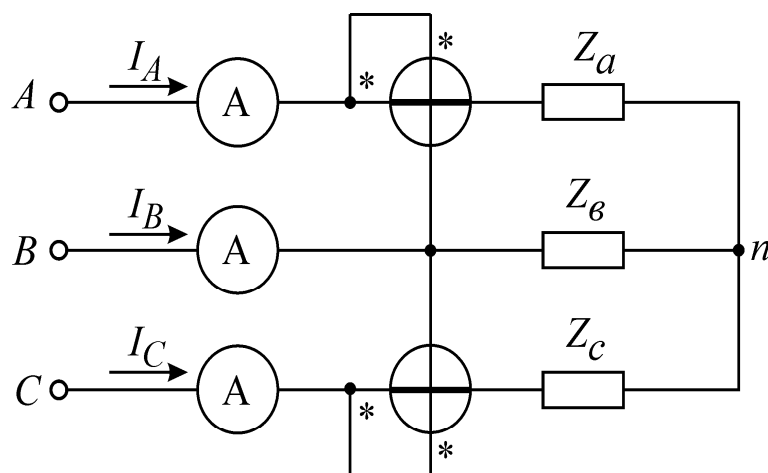 I_A * * Z_a
A A
I_B Z_в
B A n
I_C Z_c
C A
* *